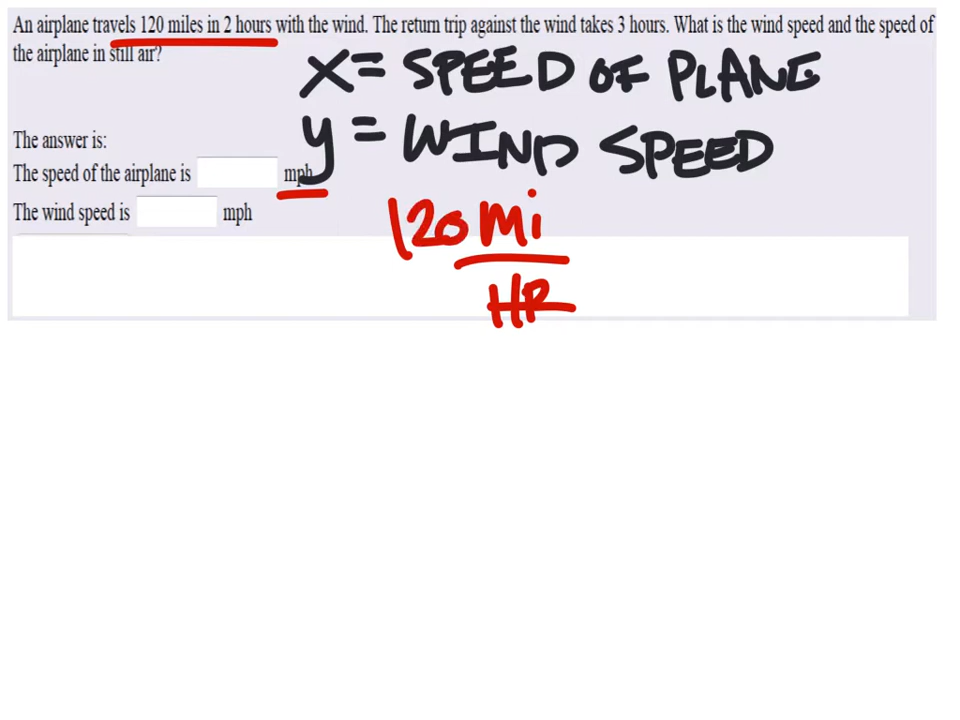 An airplane travels 120 miles in 2 hours with the wind. The return trip against the wind takes 3 hours. What is the wind speed and the speed of
the airplane in still air?
x = SPEED OF PLANE
The answer is:
y = WIND SPEED
The speed of the airplane is mph
The wind speed is mph
120 Mi
HR